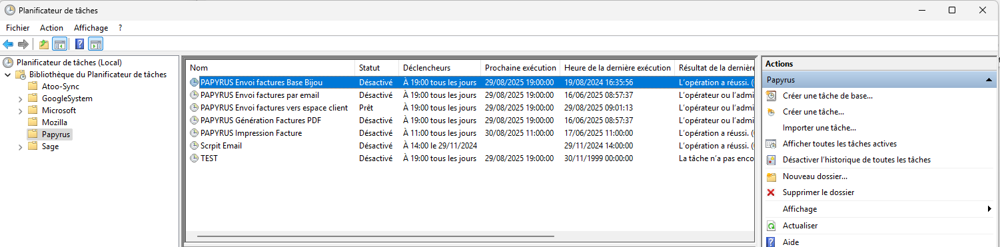 Planificateur de tâches
Fichier Action Affichage ?
Planificateur de tâches (Local)
Bibliothèque du Planificateur de tâches
Atoo-Sync
GoogleSystem
Microsoft
Mozilla
Papyrus
Sage
Nom Statut Déclencheurs Prochaine exécution Heure de la dernière exécution Résultat de la dernière
PAPYRUS Envoi factures Base Bijou Désactivé À 19:00 tous les jours 29/08/2025 19:00:00 19/08/2024 16:35:56 L’opération a réussi. (
PAPYRUS Envoi factures par email Désactivé À 19:00 tous les jours 29/08/2025 19:00:00 16/06/2025 08:57:37 L’opérateur ou l’admi
PAPYRUS Envoi factures vers espace client Prêt À 19:00 tous les jours 29/08/2025 19:00:00 29/08/2025 09:01:13 L’opérateur ou l’admi
PAPYRUS Génération Factures PDF Désactivé À 19:00 tous les jours 29/08/2025 19:00:00 16/06/2025 08:57:37 L’opérateur ou l’admi
PAPYRUS Impression Facture Désactivé À 11:00 tous les jours 30/08/2025 11:00:00 17/06/2025 11:00:00 L’opération a réussi. (
Scrpit Email Désactivé À 14:00 le 29/11/2024 29/11/2024 14:00:00 L’opération a réussi. (
TEST Désactivé À 19:00 tous les jours 29/08/2025 19:00:00 30/11/1999 00:00:00 La tâche n’a pas enco
Actions
Papyrus
Créer une tâche de base...
Créer une tâche...
Importer une tâche...
Afficher toutes les tâches actives
Désactiver l’historique de toutes les tâches
Nouveau dossier...
Supprimer le dossier
Affichage
Actualiser
Aide